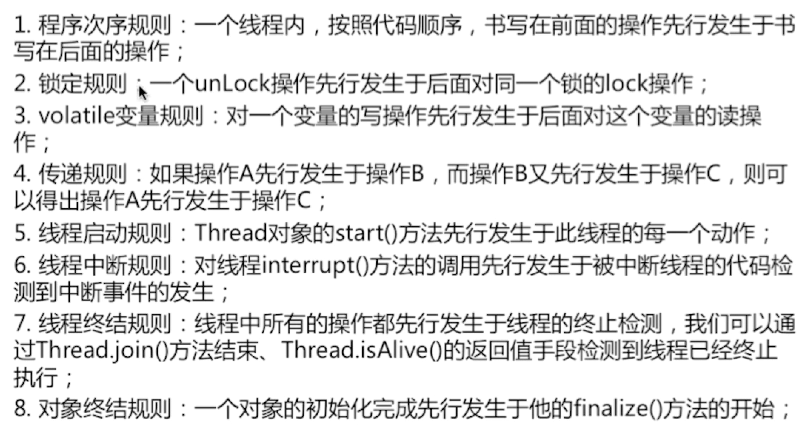 1. 程序次序规则：一个线程内，按照代码顺序，书写在前面的操作先行发生于书
写在后面的操作；
2. 锁定规则：一个unLock操作先行发生于后面对同一个锁的lock操作；
3. volatile变量规则：对一个变量的写操作先行发生于后面对这个变量的读操
作；
4. 传递规则：如果操作A先行发生于操作B，而操作B又先行发生于操作C，则可
以得出操作A先行发生于操作C；
5. 线程启动规则：Thread对象的start()方法先行发生于此线程的每一个动作；
6. 线程中断规则：对线程interrupt()方法的调用先行发生于被中断线程的代码检
测到中断事件的发生；
7. 线程终结规则：线程中所有的操作都先行发生于线程的终止检测，我们可以通
过Thread.join()方法结束、Thread.isAlive()的返回值手段检测到线程已经终止
执行；
8. 对象终结规则：一个对象的初始化完成先行发生于他的finalize()方法的开始；